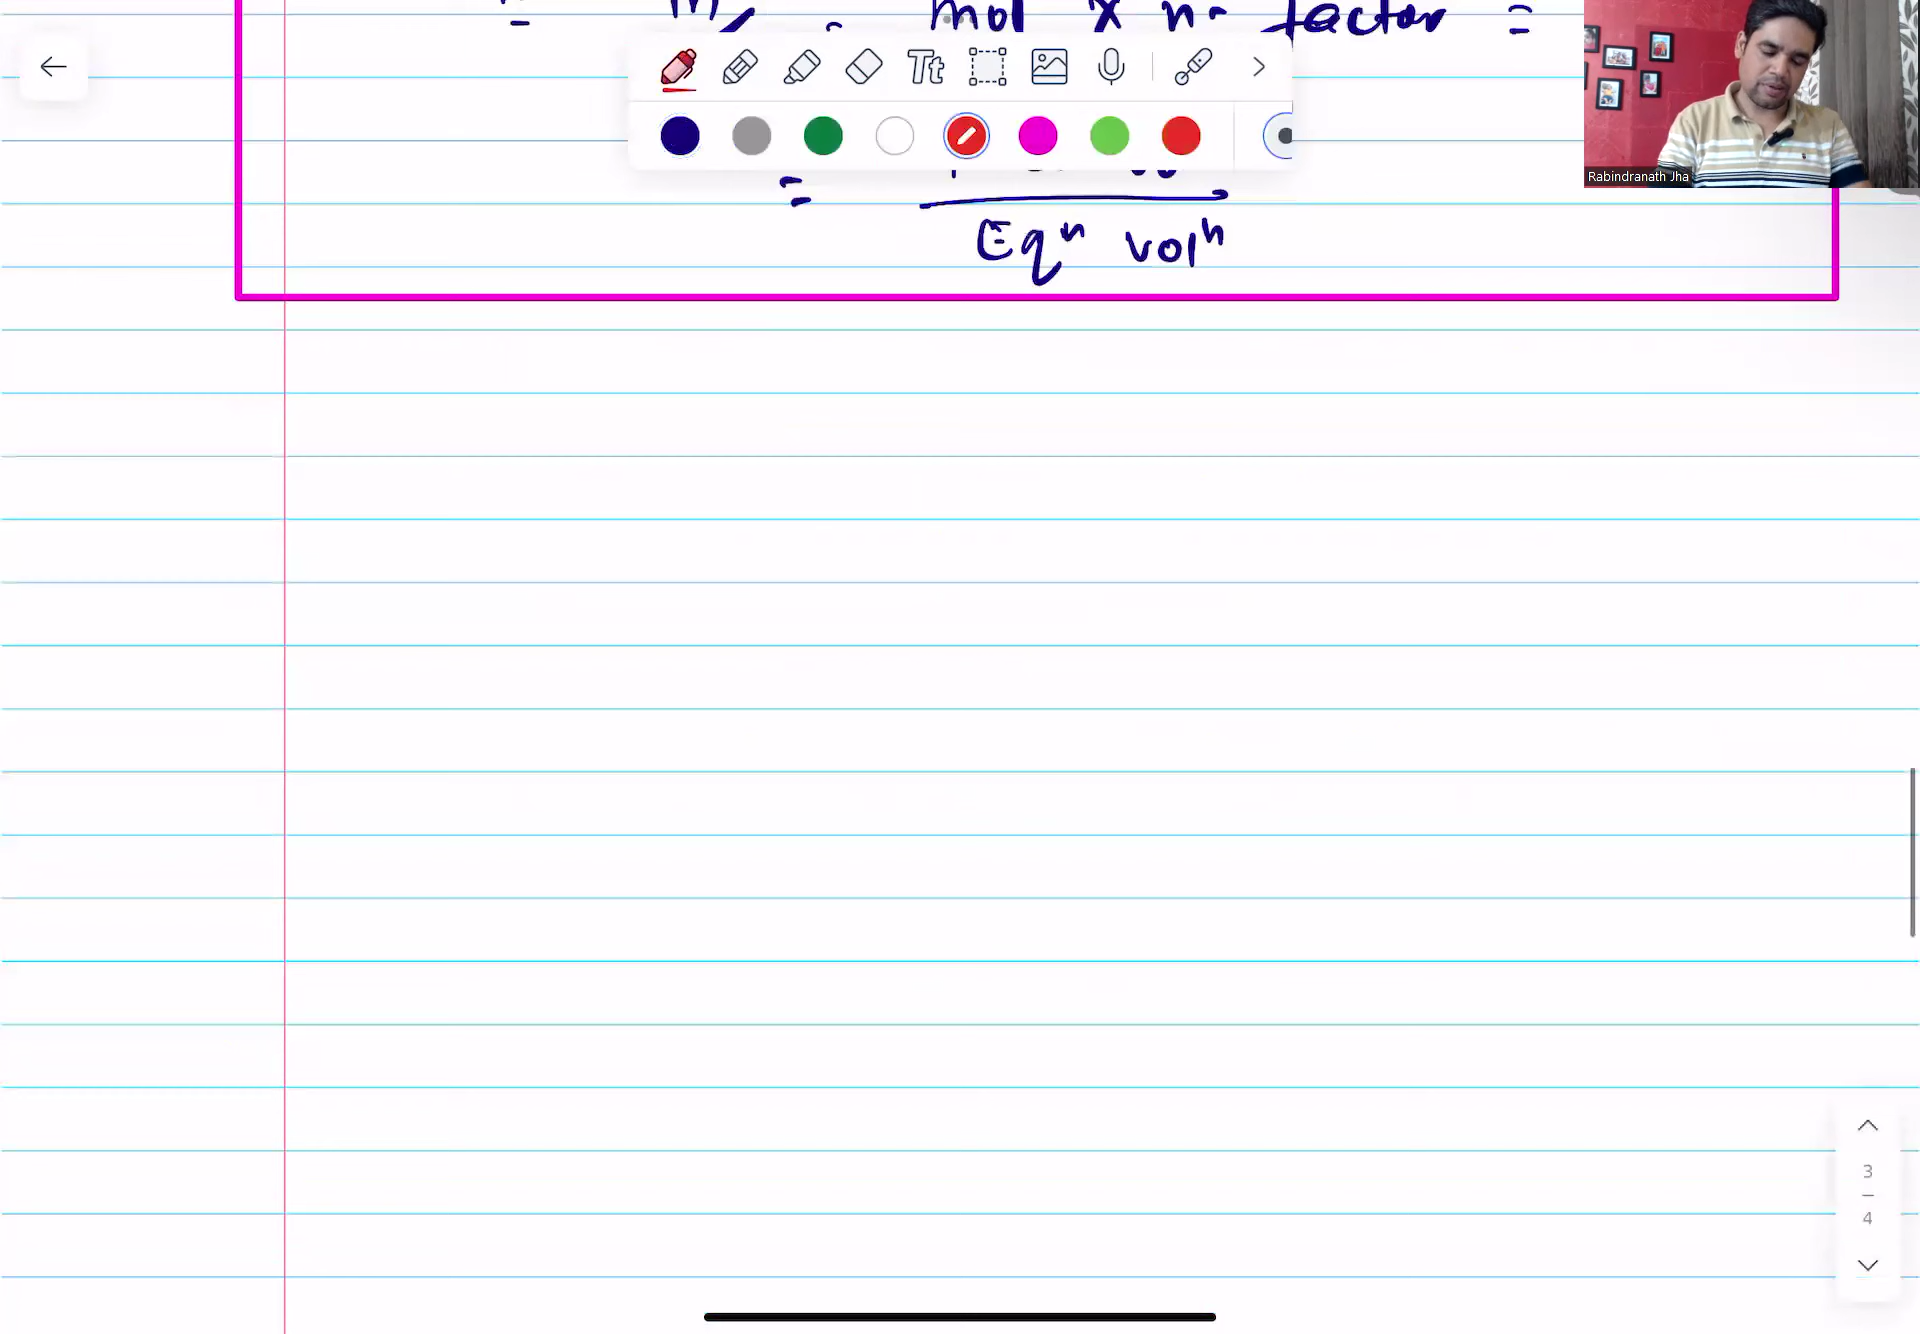 mol x n- factor =
Tt
Rabindranath Jha
=
Eqⁿ volⁿ
3
4